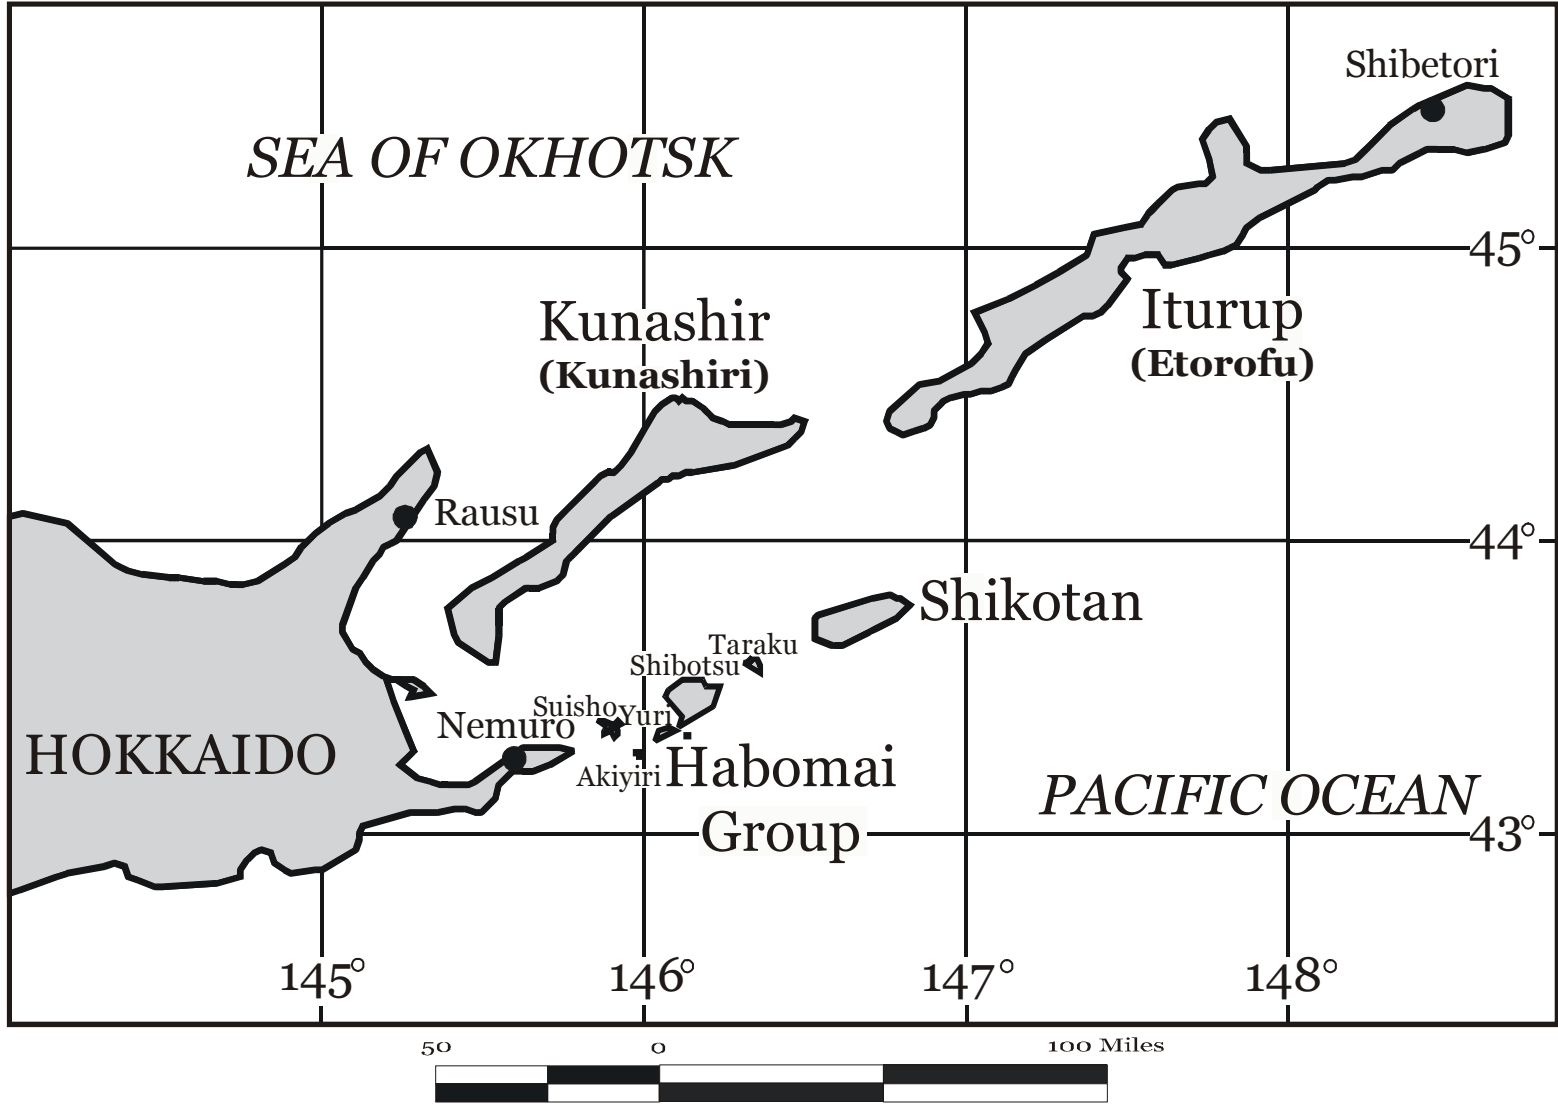 Shibetori
SEA OF OKHOTSK
45°
Kunashir
(Kunashiri)
Iturup
(Etorofu)
Rausu
44°
Shikotan
Taraku
Shibotsu
Suisho
Yuri
Nemuro
HOKKAIDO
Akiyiri
Habomai
Group
PACIFIC OCEAN
43°
145° 146° 147° 148°
50 0 100 Miles